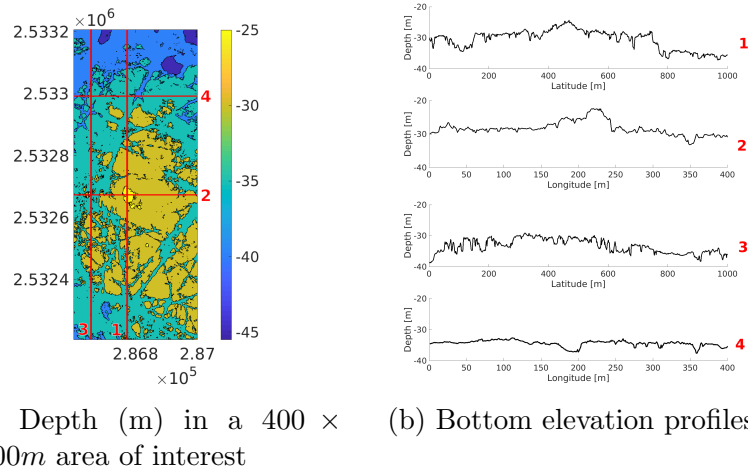 ×10⁶
2.5332
2.533
2.5328
2.5326
2.5324
4
2
3 1
2.868 2.87
×10⁵
-25
-30
-35
-40
-45
Depth (m) in a 400 ×
00m area of interest
-20
-30
-40
Depth [m]
0 200 400 600 800 1000
Latitude [m]
1
-20
-30
-40
Depth [m]
0 50 100 150 200 250 300 350 400
Longitude [m]
2
-20
-30
-40
Depth [m]
0 200 400 600 800 1000
Latitude [m]
3
-20
-30
-40
Depth [m]
0 50 100 150 200 250 300 350 400
Longitude [m]
4
(b) Bottom elevation profiles